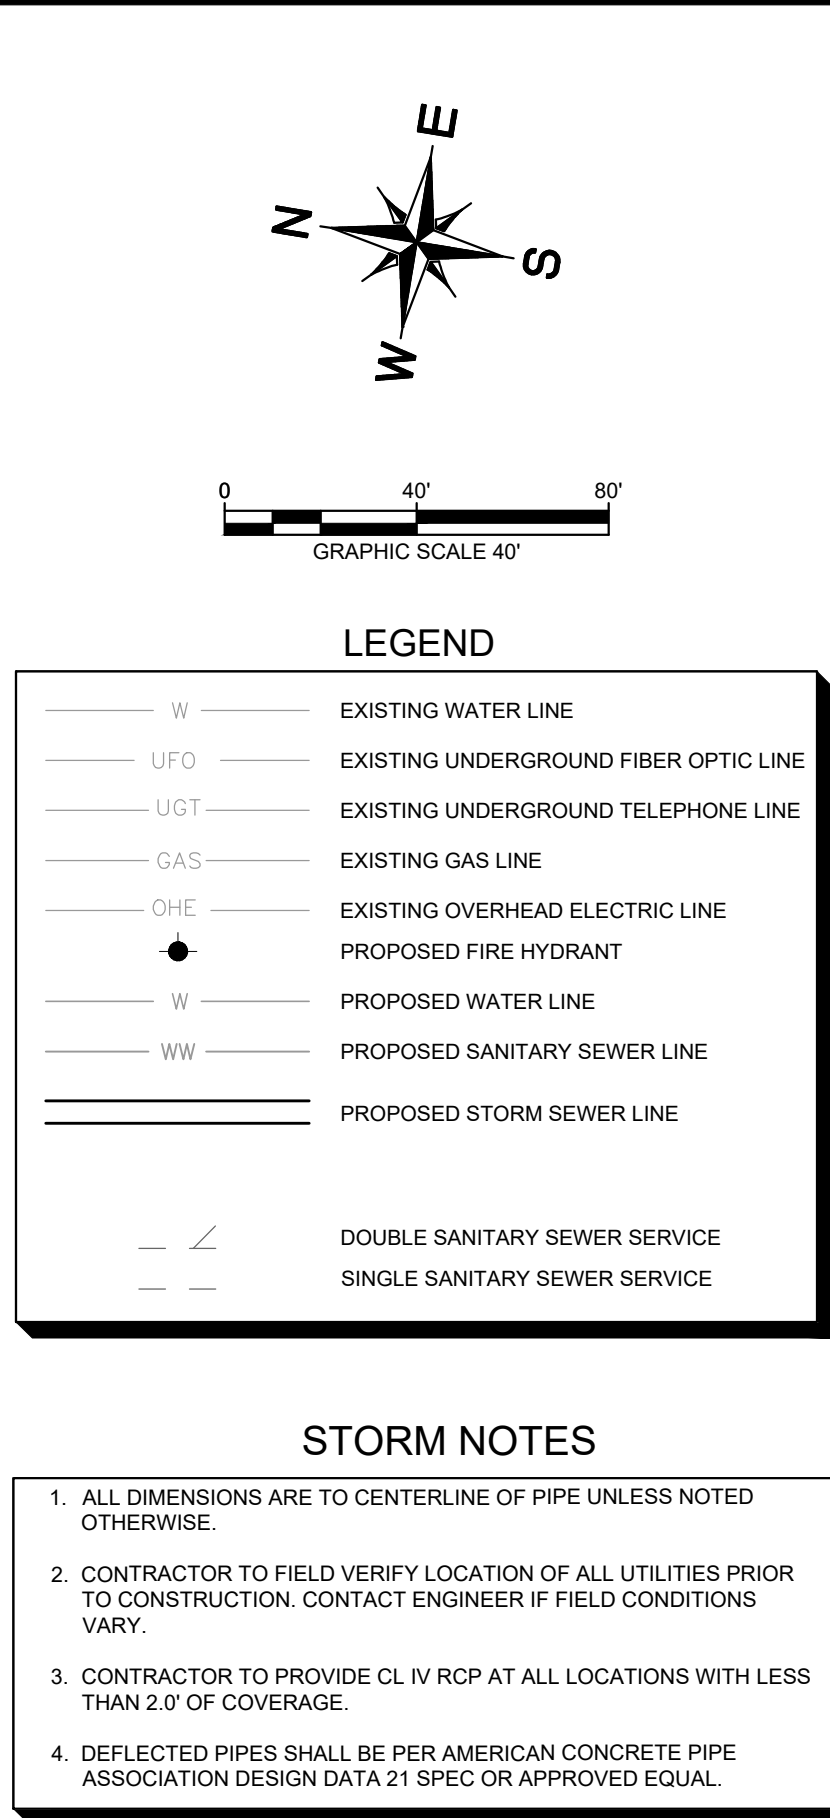 E
N
S
W
0 40' 80'
GRAPHIC SCALE 40'
LEGEND
W EXISTING WATER LINE
UFO EXISTING UNDERGROUND FIBER OPTIC LINE
UGT EXISTING UNDERGROUND TELEPHONE LINE
GAS EXISTING GAS LINE
OHE EXISTING OVERHEAD ELECTRIC LINE
PROPOSED FIRE HYDRANT
W PROPOSED WATER LINE
WW PROPOSED SANITARY SEWER LINE
PROPOSED STORM SEWER LINE
DOUBLE SANITARY SEWER SERVICE
SINGLE SANITARY SEWER SERVICE
STORM NOTES
1. ALL DIMENSIONS ARE TO CENTERLINE OF PIPE UNLESS NOTED
OTHERWISE.
2. CONTRACTOR TO FIELD VERIFY LOCATION OF ALL UTILITIES PRIOR
TO CONSTRUCTION. CONTACT ENGINEER IF FIELD CONDITIONS
VARY.
3. CONTRACTOR TO PROVIDE CL IV RCP AT ALL LOCATIONS WITH LESS
THAN 2.0' OF COVERAGE.
4. DEFLECTED PIPES SHALL BE PER AMERICAN CONCRETE PIPE
ASSOCIATION DESIGN DATA 21 SPEC OR APPROVED EQUAL.